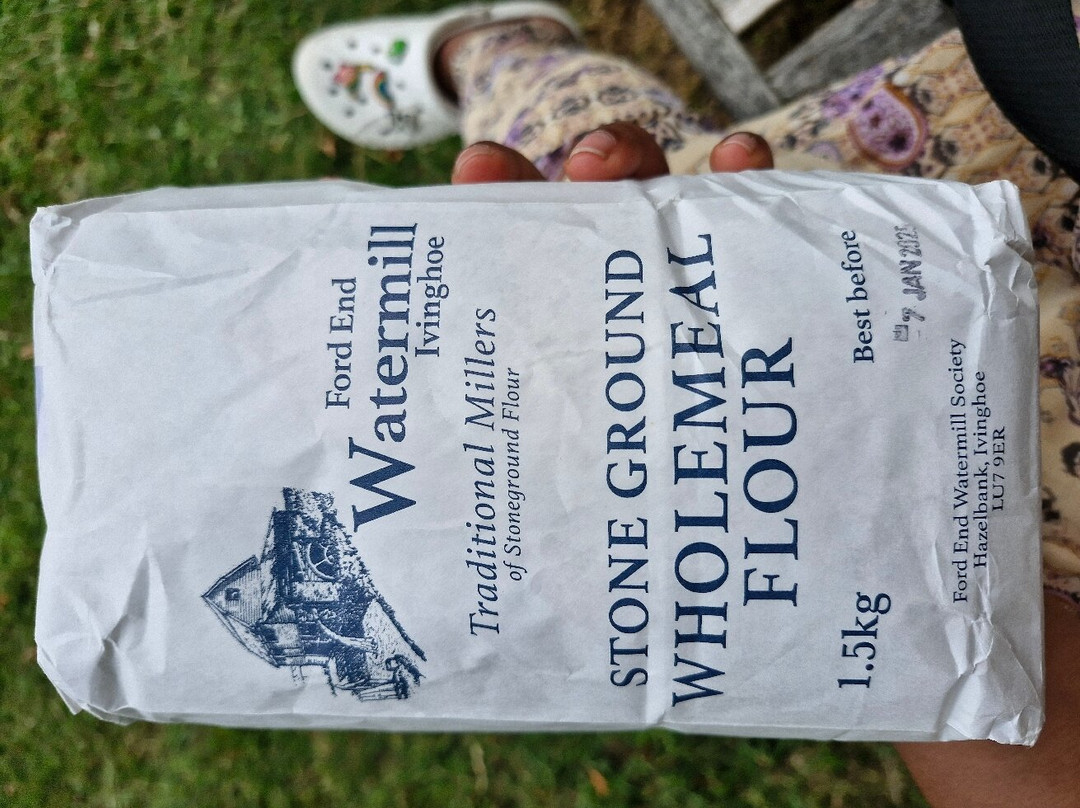 Ford End
Watermill
Ivinghoe
Traditional Millers
of Stoneground Flour
STONE GROUND
WHOLEMEAL
FLOUR
1.5kg
Best before
7 JAN
Ford End Watermill Society
Hazelbank, Ivinghoe
LU7 9ER